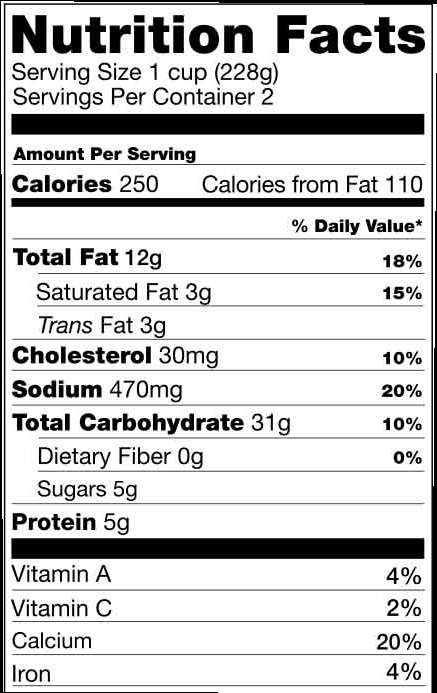 Nutrition Facts
Serving Size 1 cup (228g)
Servings Per Container 2
Amount Per Serving
Calories 250 Calories from Fat 110
% Daily Value*
Total Fat 12g 18%
Saturated Fat 3g 15%
Trans Fat 3g
Cholesterol 30mg 10%
Sodium 470mg 20%
Total Carbohydrate 31g 10%
Dietary Fiber 0g 0%
Sugars 5g
Protein 5g
Vitamin A 4%
Vitamin C 2%
Calcium 20%
Iron 4%